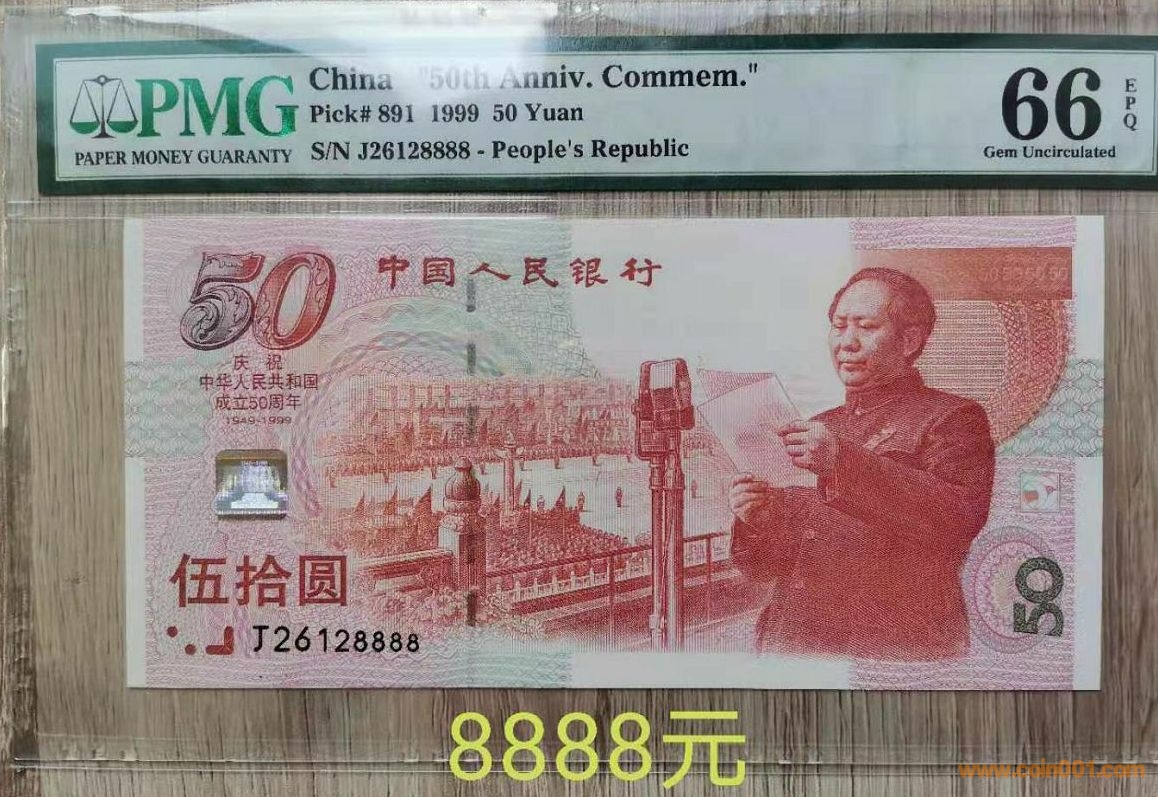 PMG
PAPER MONEY GUARANTY
China "50th Anniv. Commem."
Pick# 891 1999 50 Yuan
S/N J26128888 - People's Republic
66
EPQ
Gem Uncirculated
50
中国人民银行
庆祝
中华人民共和国
成立50周年
1949-1999
伍拾圆
J26128888
50
8888元
www.coin001.com